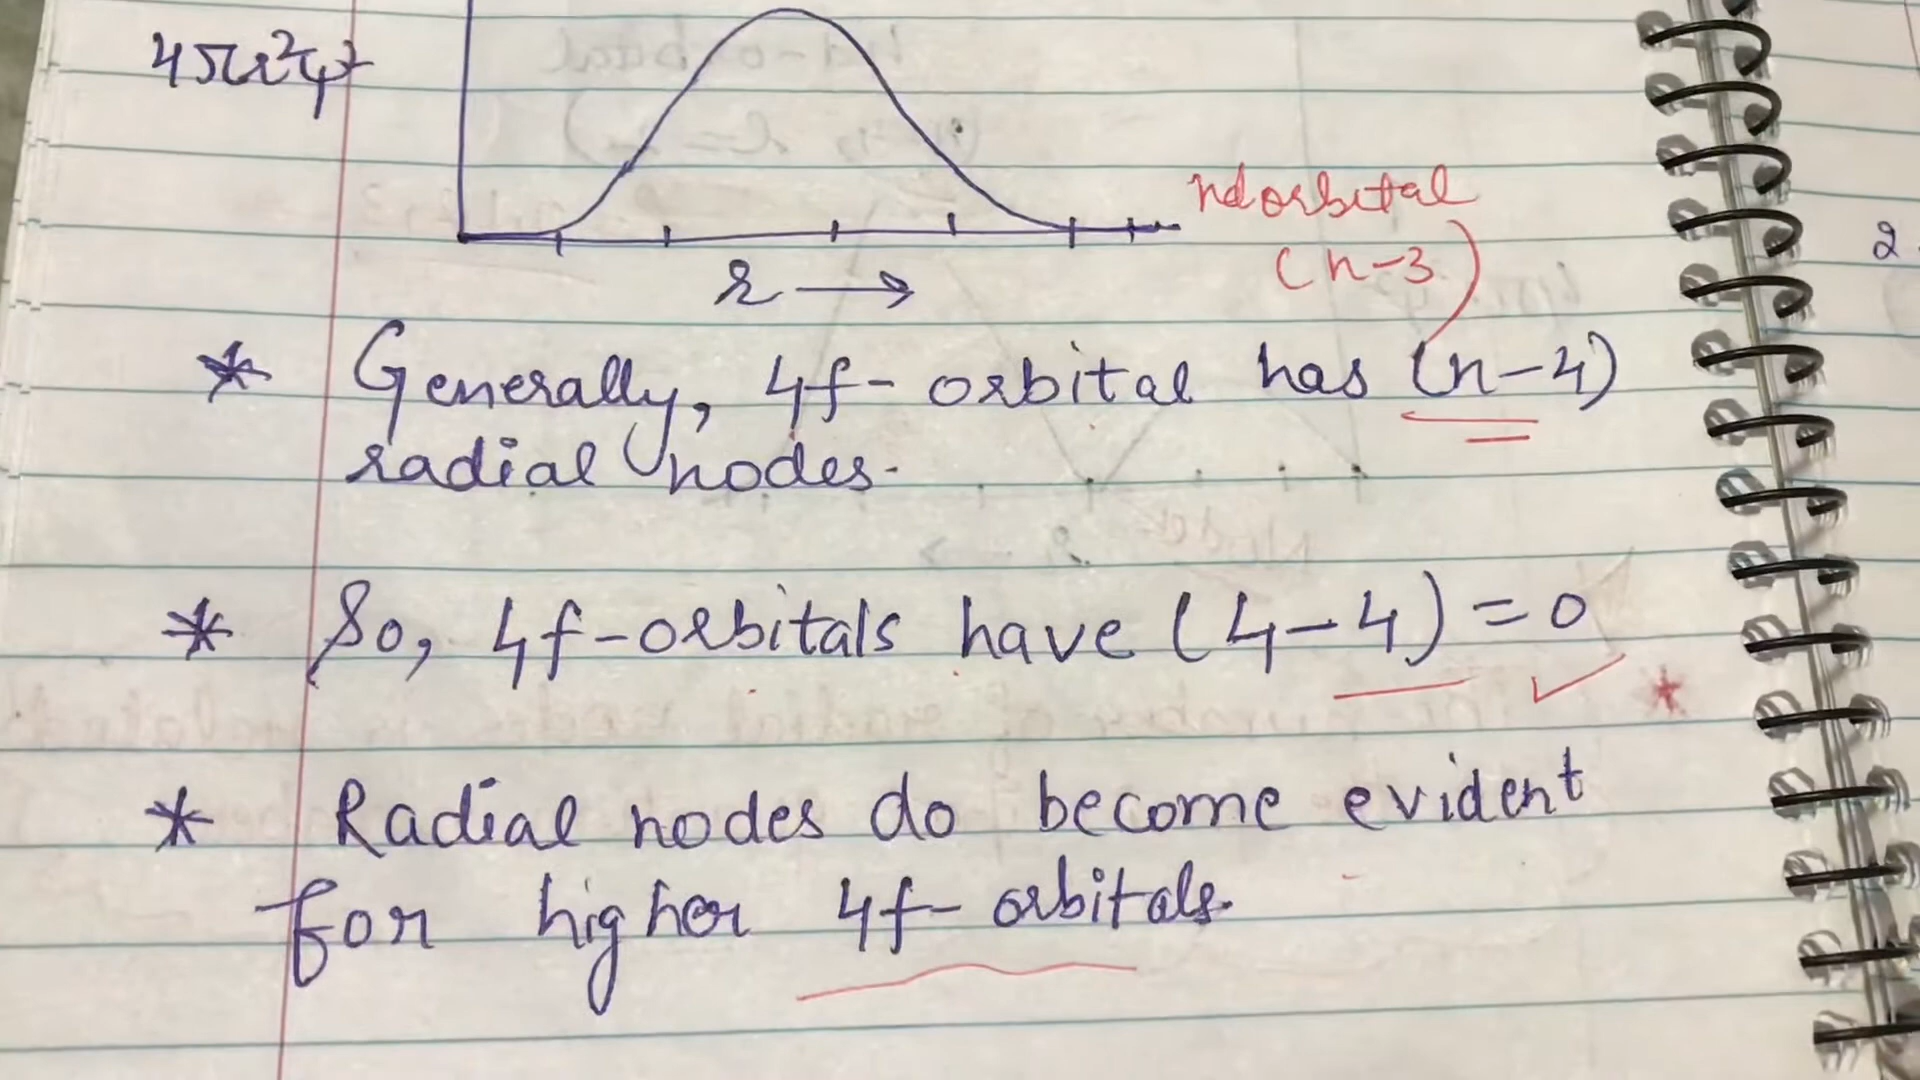 4πr²ψ²
nd orbital
(n-3)
r →
* Generally, 4f- orbital has (n-4)
radial nodes.
* So, 4f-orbitals have (4-4) = 0
* Radial nodes do become evident
for higher 4f- orbitals.
2